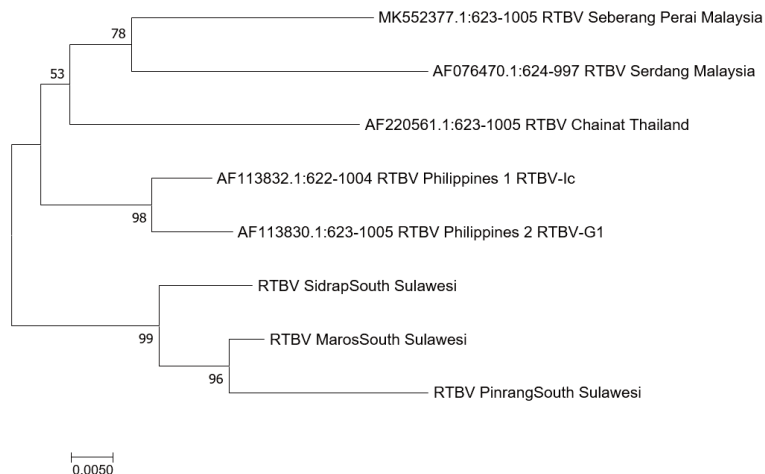 MK552377.1:623-1005 RTBV Seberang Perai Malaysia
78
53
AF076470.1:624-997 RTBV Serdang Malaysia
AF220561.1:623-1005 RTBV Chainat Thailand
AF113832.1:622-1004 RTBV Philippines 1 RTBV-Ic
98
AF113830.1:623-1005 RTBV Philippines 2 RTBV-G1
RTBV SidrapSouth Sulawesi
99
RTBV MarosSouth Sulawesi
96
RTBV PinrangSouth Sulawesi
0.0050